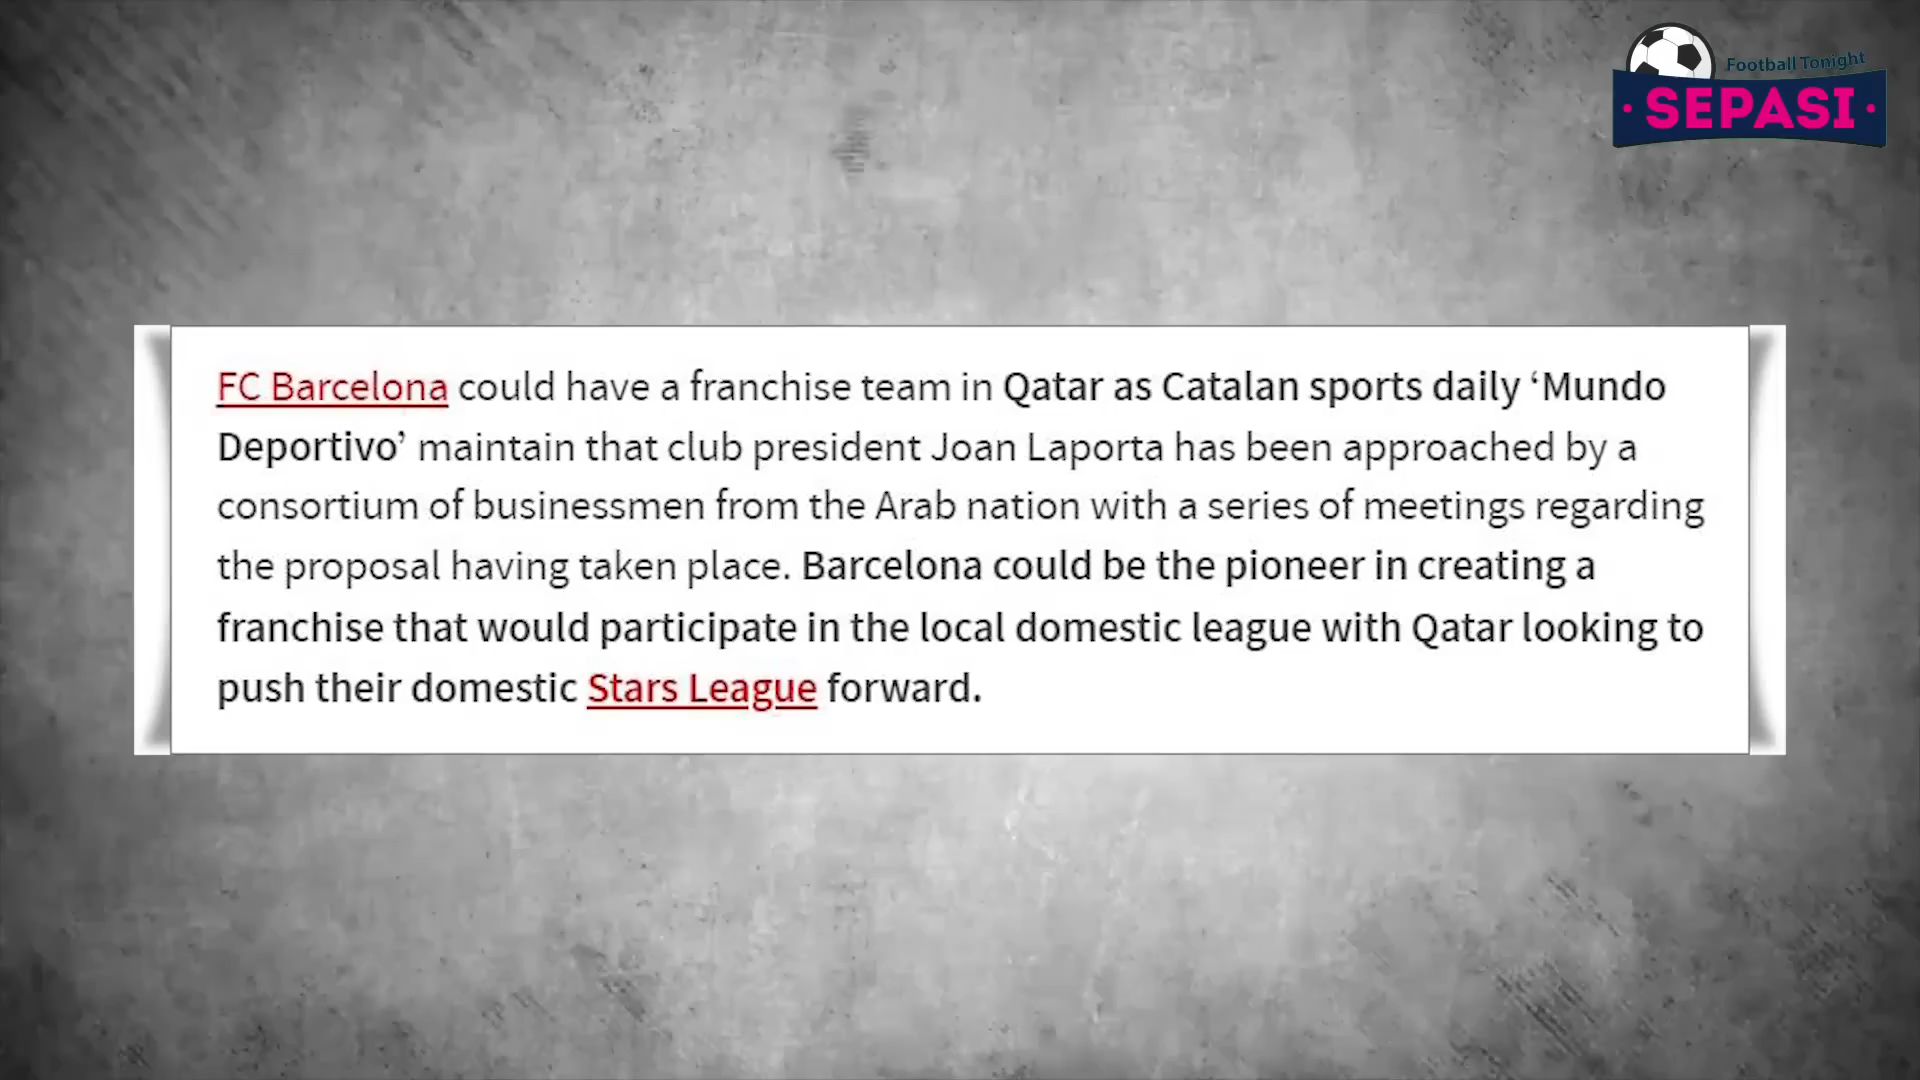 Football Tonight
SEPASI
FC Barcelona could have a franchise team in Qatar as Catalan sports daily ‘Mundo
Deportivo’ maintain that club president Joan Laporta has been approached by a
consortium of businessmen from the Arab nation with a series of meetings regarding
the proposal having taken place. Barcelona could be the pioneer in creating a
franchise that would participate in the local domestic league with Qatar looking to
push their domestic Stars League forward.